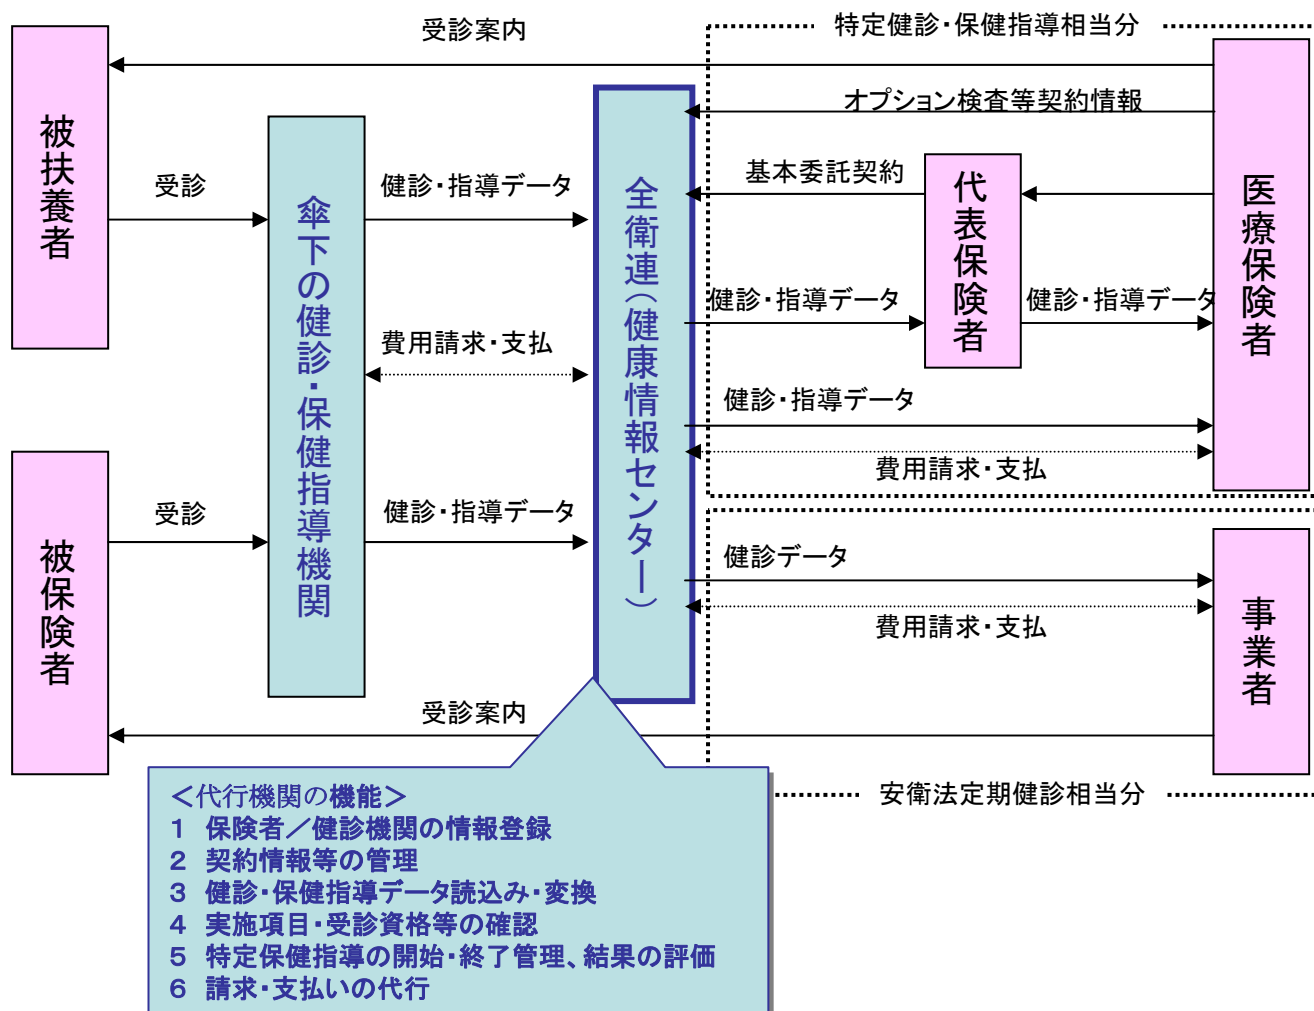 受診案内
特定健診・保健指導相当分
オプション検査等契約情報
被扶養者
受診
健診・指導データ
基本委託契約
傘下の健診・保健指導機関
全衛連（健康情報センター）
代表保険者
医療保険者
健診・指導データ
健診・指導データ
費用請求・支払
健診・指導データ
費用請求・支払
被保険者
受診
健診・指導データ
健診データ
費用請求・支払
事業者
受診案内
安衛法定期健診相当分
＜代行機関の機能＞
１ 保険者／健診機関の情報登録
２ 契約情報等の管理
３ 健診・保健指導データ読込み・変換
４ 実施項目・受診資格等の確認
５ 特定保健指導の開始・終了管理、結果の評価
６ 請求・支払いの代行